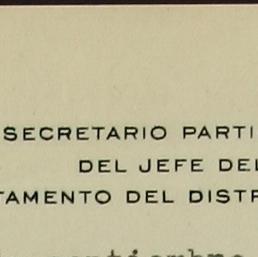 SECRETARIO PARTI
DEL JEFE DEL
TAMENTO DEL DISTR